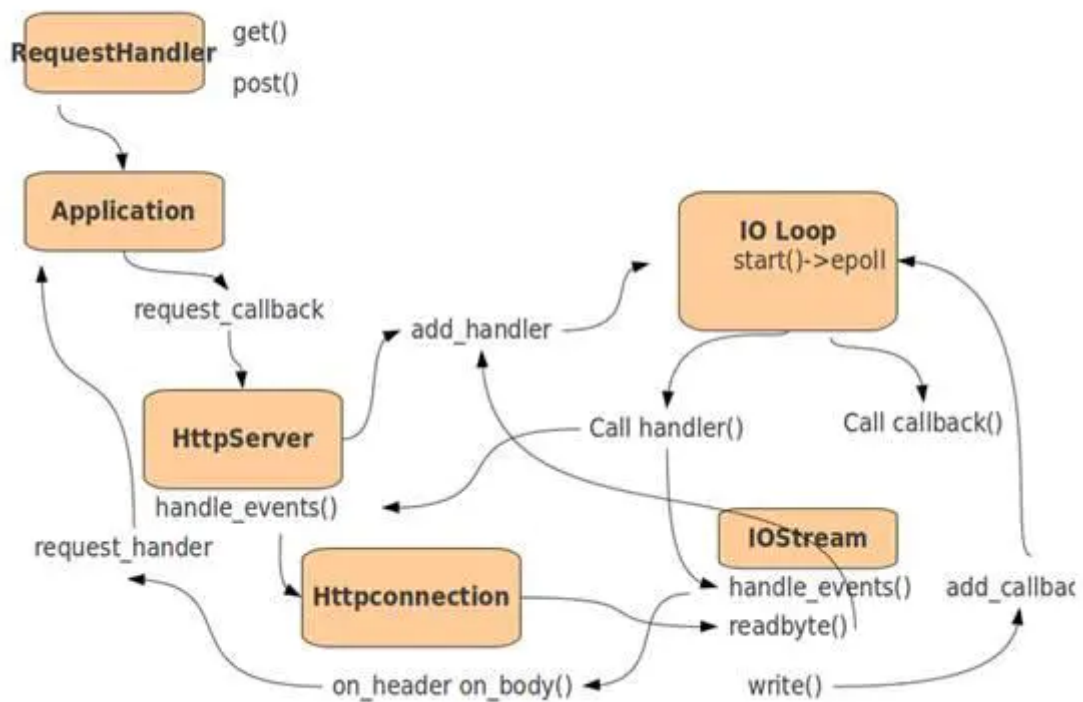 RequestHandler
get()
post()
Application
request_callback
add_handler
IO Loop
start()->epoll
HttpServer
handle_events()
Call handler()
Call callback()
request_hander
Httpconnection
IOStream
handle_events()
readbyte()
add_callbac
on_header on_body()
write()